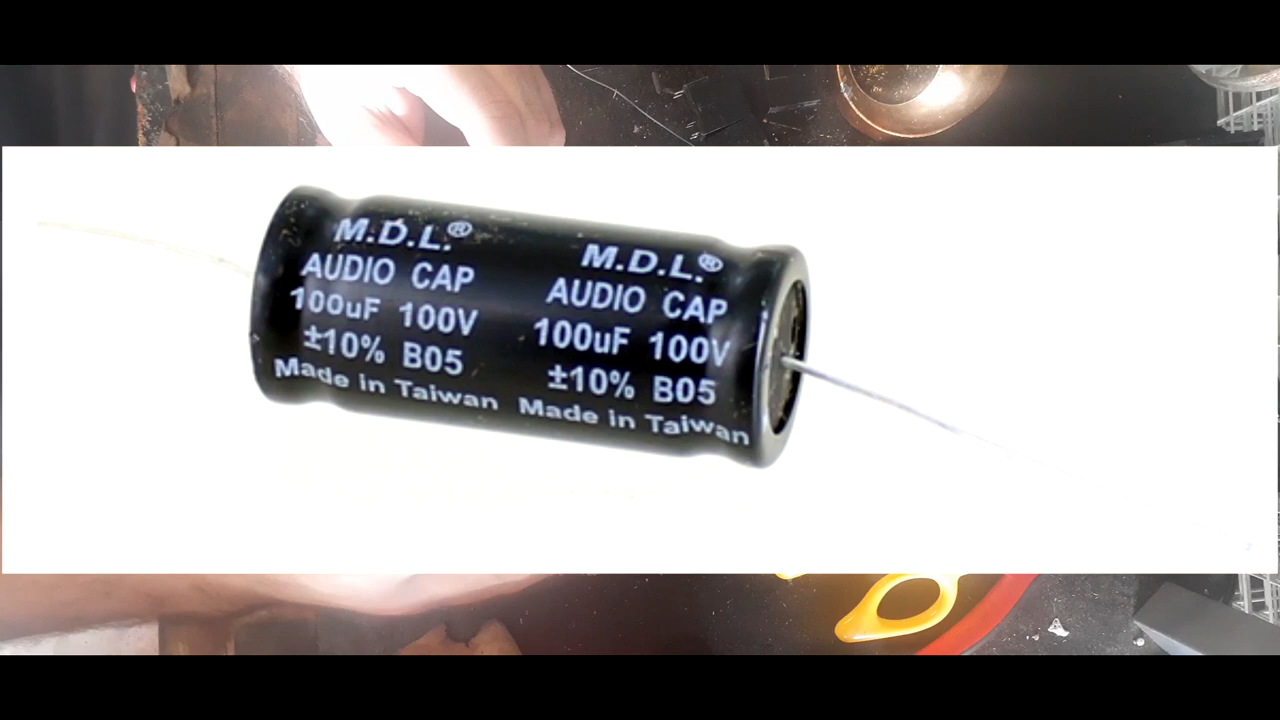 M.D.L.®
AUDIO CAP
100uF 100V
±10% B05
Made in Taiwan
M.D.L.®
AUDIO CAP
100uF 100V
±10% B05
Made in Taiwan